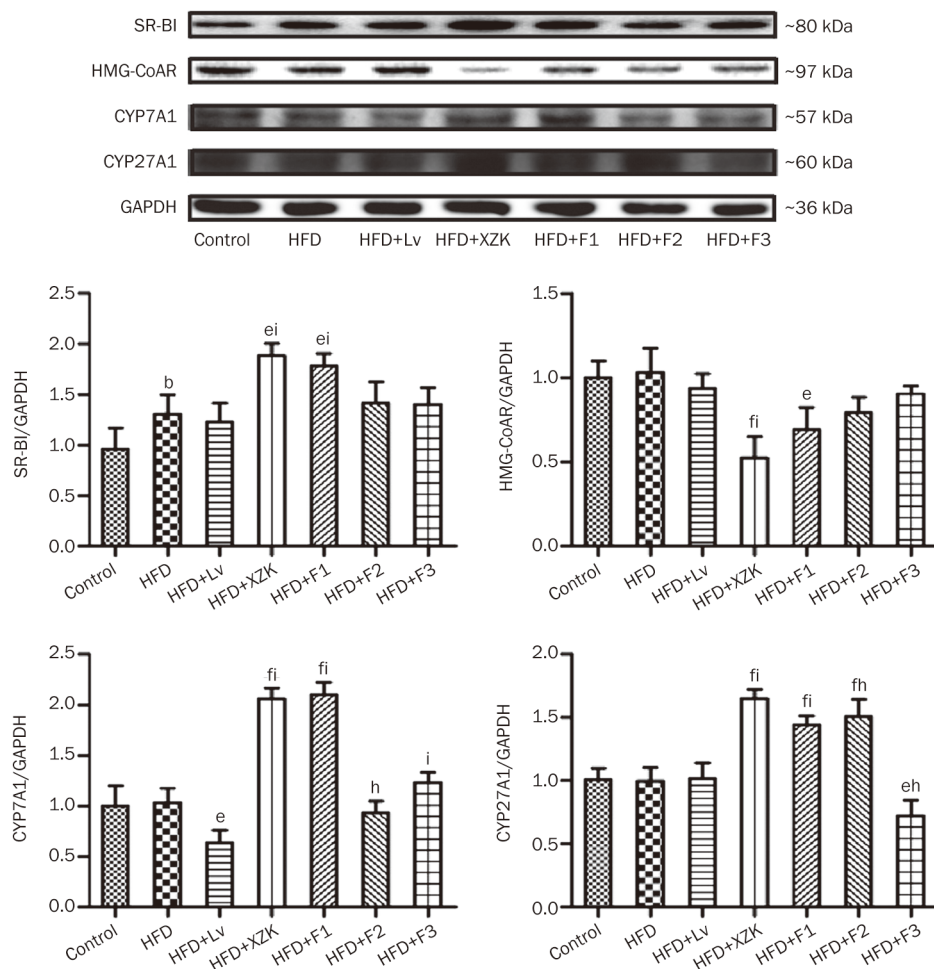 SR-BI ~80 kDa
HMG-CoAR ~97 kDa
CYP7A1 ~57 kDa
CYP27A1 ~60 kDa
GAPDH ~36 kDa
Control HFD HFD+Lv HFD+XZK HFD+F1 HFD+F2 HFD+F3
SR-BI/GAPDH
2.5
2.0
1.5
1.0
0.5
0.0
b
ei
ei
Control HFD HFD+Lv HFD+XZK HFD+F1 HFD+F2 HFD+F3
HMG-CoAR/GAPDH
1.5
1.0
0.5
0.0
fi
e
Control HFD HFD+Lv HFD+XZK HFD+F1 HFD+F2 HFD+F3
CYP7A1/GAPDH
2.5
2.0
1.5
1.0
0.5
0.0
e
fi
fi
h
i
Control HFD HFD+Lv HFD+XZK HFD+F1 HFD+F2 HFD+F3
CYP27A1/GAPDH
2.0
1.5
1.0
0.5
0.0
fi
fi
fh
eh
Control HFD HFD+Lv HFD+XZK HFD+F1 HFD+F2 HFD+F3